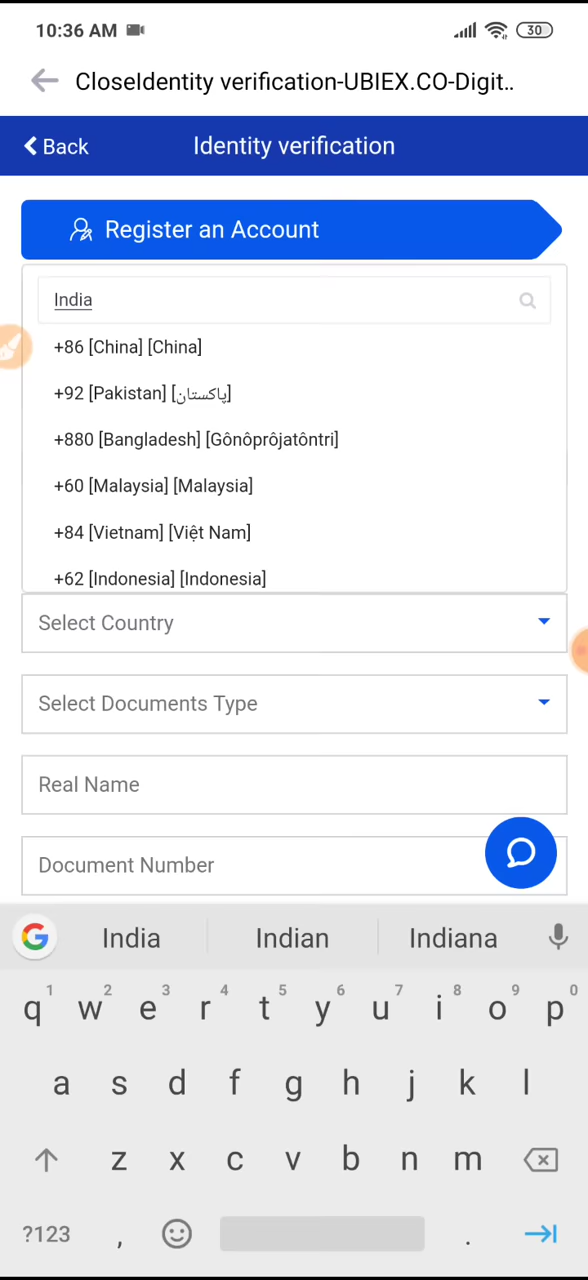 10:36 AM 30
CloseIdentity verification-UBIEX.CO-Digit..
Back Identity verification
Register an Account
India
+86 [China] [China]
+92 [Pakistan] [پاکستان]
+880 [Bangladesh] [Gônôprôjatôntri]
+60 [Malaysia] [Malaysia]
+84 [Vietnam] [Việt Nam]
+62 [Indonesia] [Indonesia]
Select Country
Select Documents Type
Real Name
Document Number
G India Indian Indiana
1 2 3 4 5 6 7 8 9 0
q w e r t y u i o p
a s d f g h j k l
z x c v b n m
?123 , .